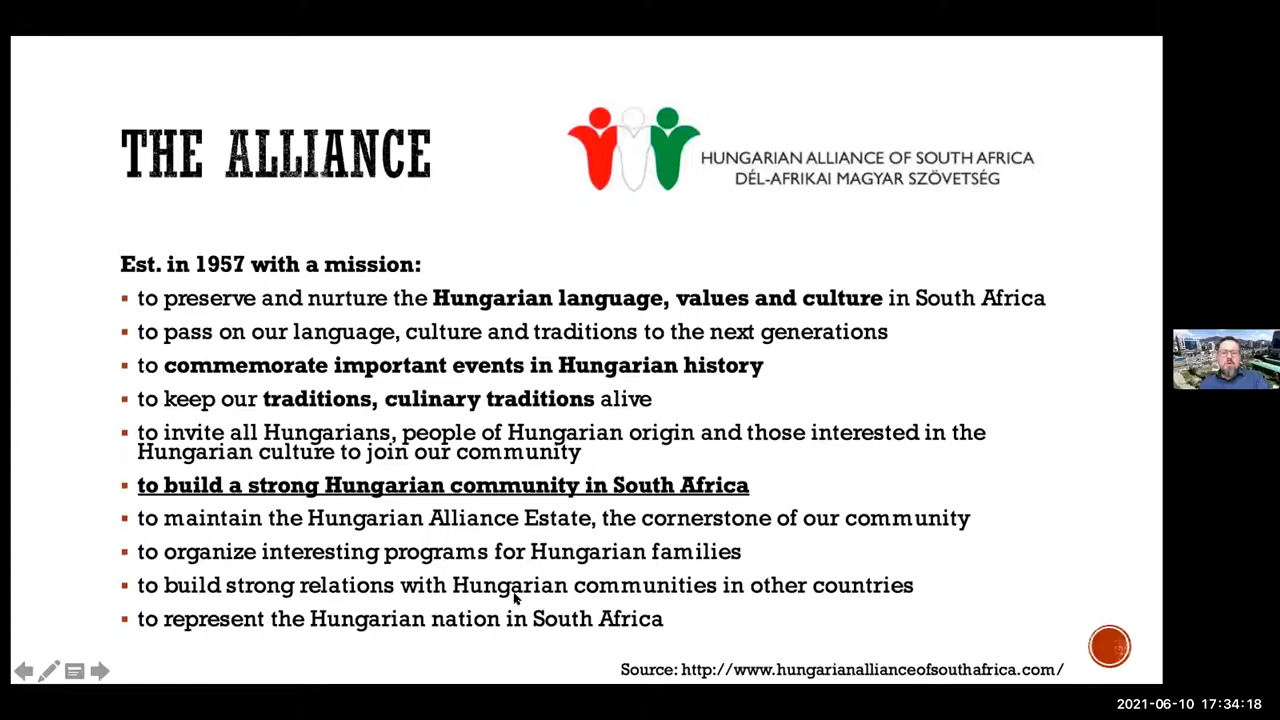 THE ALLIANCE
HUNGARIAN ALLIANCE OF SOUTH AFRICA
DÉL-AFRIKAI MAGYAR SZÖVETSÉG
Est. in 1957 with a mission:
▪ to preserve and nurture the Hungarian language, values and culture in South Africa
▪ to pass on our language, culture and traditions to the next generations
▪ to commemorate important events in Hungarian history
▪ to keep our traditions, culinary traditions alive
▪ to invite all Hungarians, people of Hungarian origin and those interested in the
Hungarian culture to join our community
▪ to build a strong Hungarian community in South Africa
▪ to maintain the Hungarian Alliance Estate, the cornerstone of our community
▪ to organize interesting programs for Hungarian families
▪ to build strong relations with Hungarian communities in other countries
▪ to represent the Hungarian nation in South Africa
Source: http://www.hungarianallianceofsouthafrica.com/
2021-06-10 17:34:18